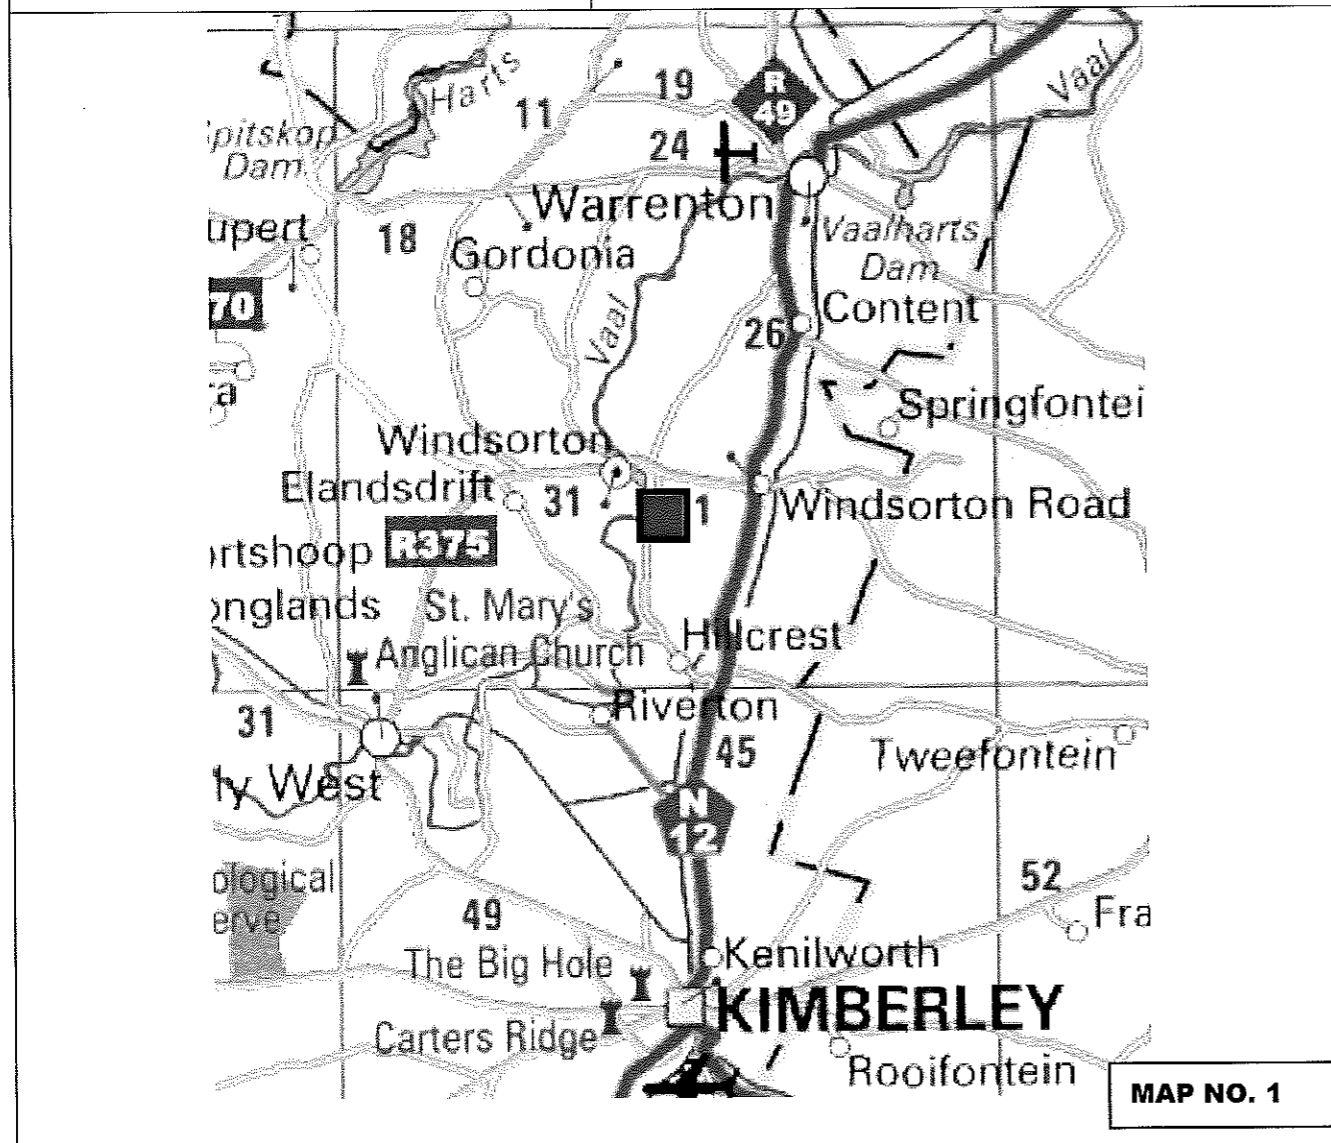 Harts
Vaal
19
R
49
11
pitskop
Dam
24
Warrenton
upert
18
Gordonia
Vaalharts
Dam
70
Vaal
Content
26
a
Springfontei
Windsorton
Elandsdrift
31
1
Windsorton Road
ortshoop
R375
onglands
St. Mary's
Anglican Church
Hillcrest
31
Riverton
45
Tweefontein
ly West
N
12
ological
erve
52
49
Fra
The Big Hole
Kenilworth
KIMBERLEY
Carters Ridge
Rooifontein
MAP NO. 1